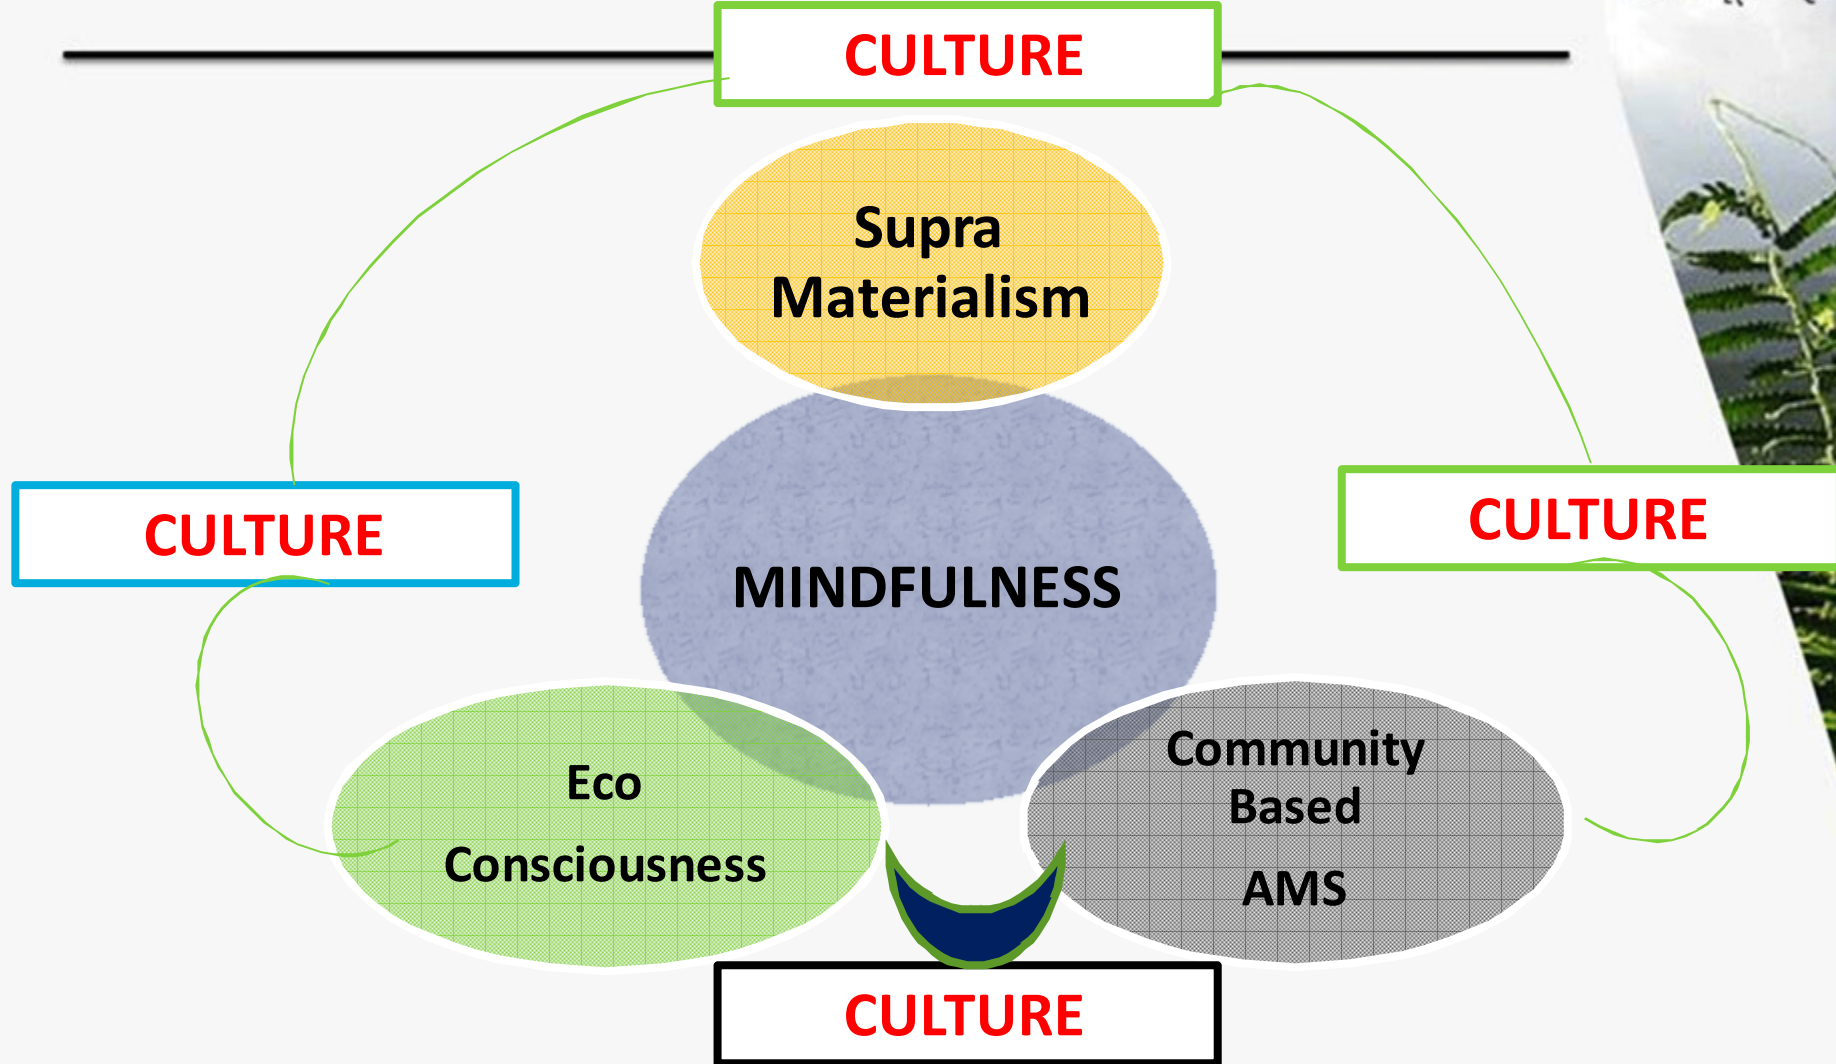 CULTURE
Supra
Materialism
CULTURE
CULTURE
MINDFULNESS
Eco
Consciousness
Community
Based
AMS
CULTURE